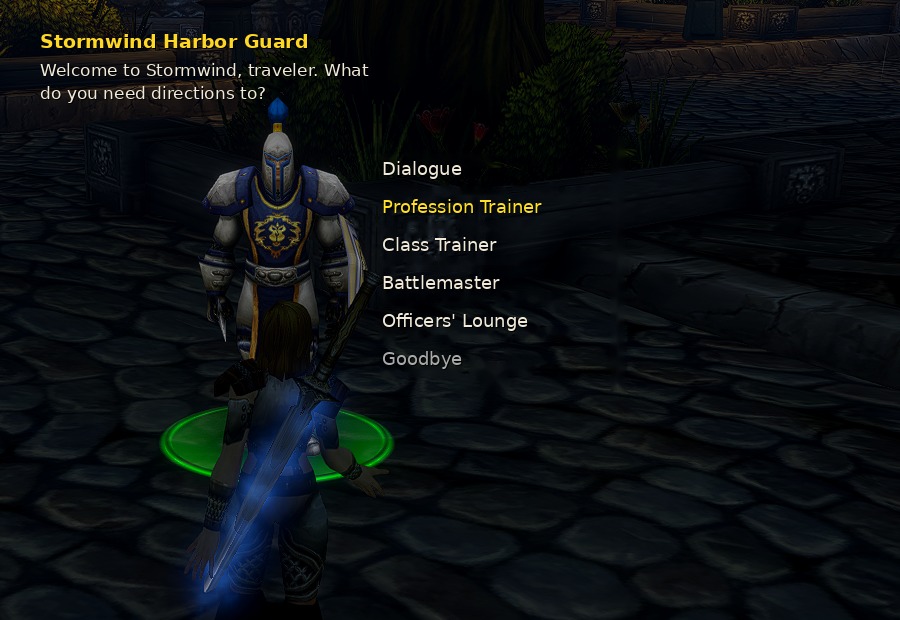 Stormwind Harbor Guard
Welcome to Stormwind, traveler. What
do you need directions to?
Dialogue
Profession Trainer
Class Trainer
Battlemaster
Officers' Lounge
Goodbye